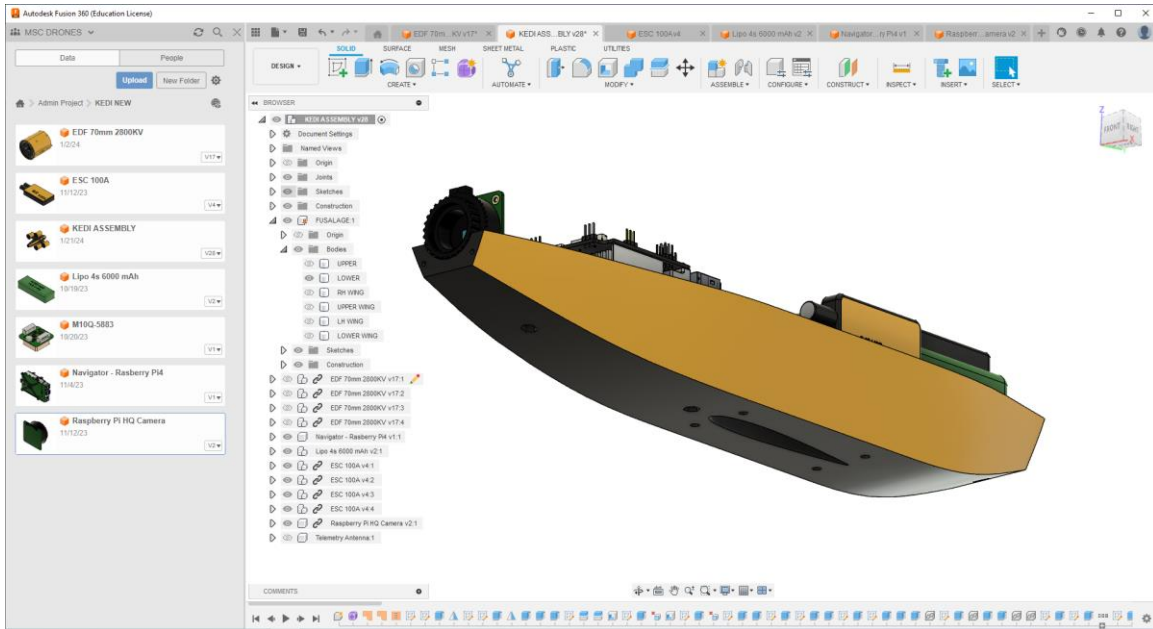 Autodesk Fusion 360 (Education License)
MSC DRONES
EDF 70m...KV v17*
KEDI ASS...BLY v28*
ESC 100A v4
Lipo 4s 6000 mAh v2
Navigator...ry Pi4 v1
Raspberr...amera v2
Data
People
Upload
New Folder
Admin Project > KEDI NEW
EDF 70mm 2800KV
1/2/24
V17
ESC 100A
11/12/23
V4
KEDI ASSEMBLY
1/21/24
V28
Lipo 4s 6000 mAh
10/19/23
V2
M10Q-5883
10/20/23
V1
Navigator - Rasberry Pi4
11/4/23
V1
Raspberry Pi HQ Camera
11/12/23
V2
DESIGN
SOLID
SURFACE
MESH
SHEET METAL
PLASTIC
UTILITIES
CREATE
AUTOMATE
MODIFY
ASSEMBLE
CONFIGURE
CONSTRUCT
INSPECT
INSERT
SELECT
BROWSER
KEDI ASSEMBLY v28
Document Settings
Named Views
Origin
Joints
Sketches
Construction
FUSALAGE:1
Origin
Bodies
UPPER
LOWER
RH WING
UPPER WING
LH WING
LOWER WING
Sketches
Construction
EDF 70mm 2800KV v17:1
EDF 70mm 2800KV v17:2
EDF 70mm 2800KV v17:3
EDF 70mm 2800KV v17:4
Navigator - Rasberry Pi4 v1:1
Lipo 4s 6000 mAh v2:1
ESC 100A v4:1
ESC 100A v4:2
ESC 100A v4:3
ESC 100A v4:4
Raspberry Pi HQ Camera v2:1
Telemetry Antenna:1
Z
FRONT
RIGHT
X
COMMENTS